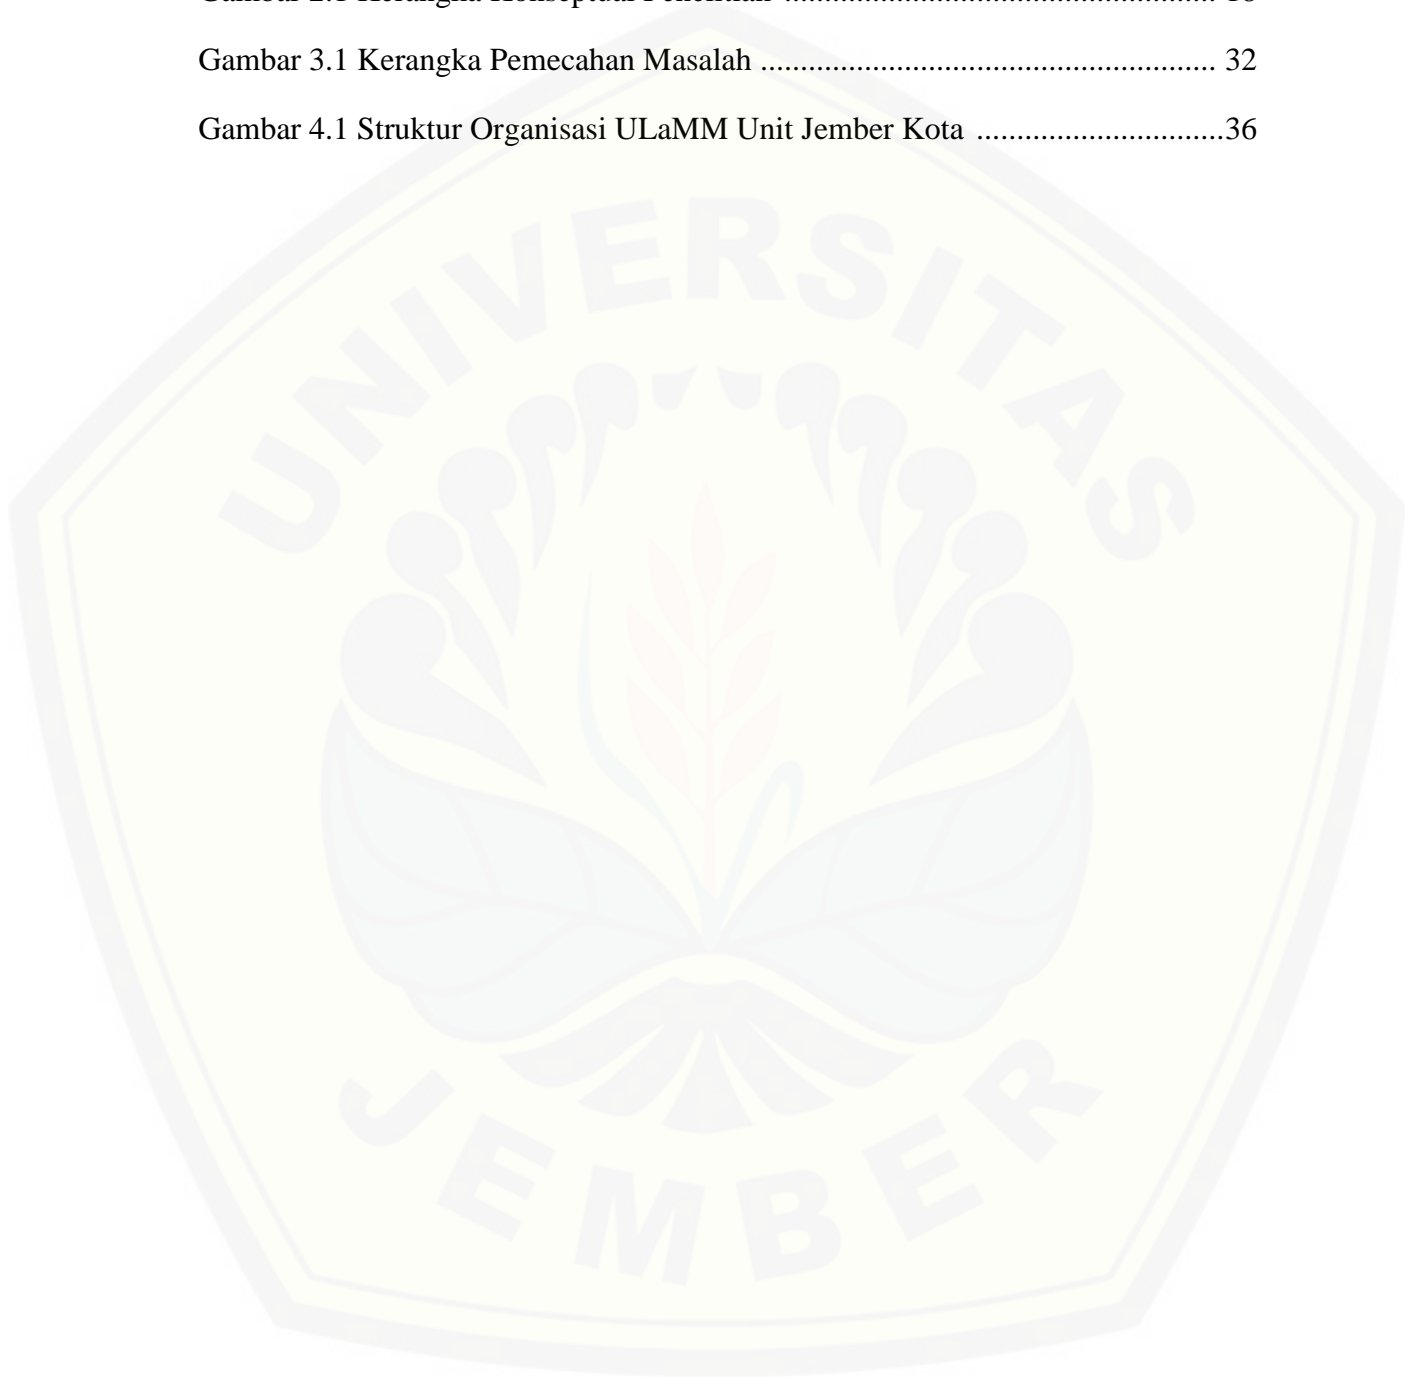 Gambar 3.1 Kerangka Pemecahan Masalah ......................................................... 32
Gambar 4.1 Struktur Organisasi ULaMM Unit Jember Kota ...............................36
UNIVERSITAS
JEMBER